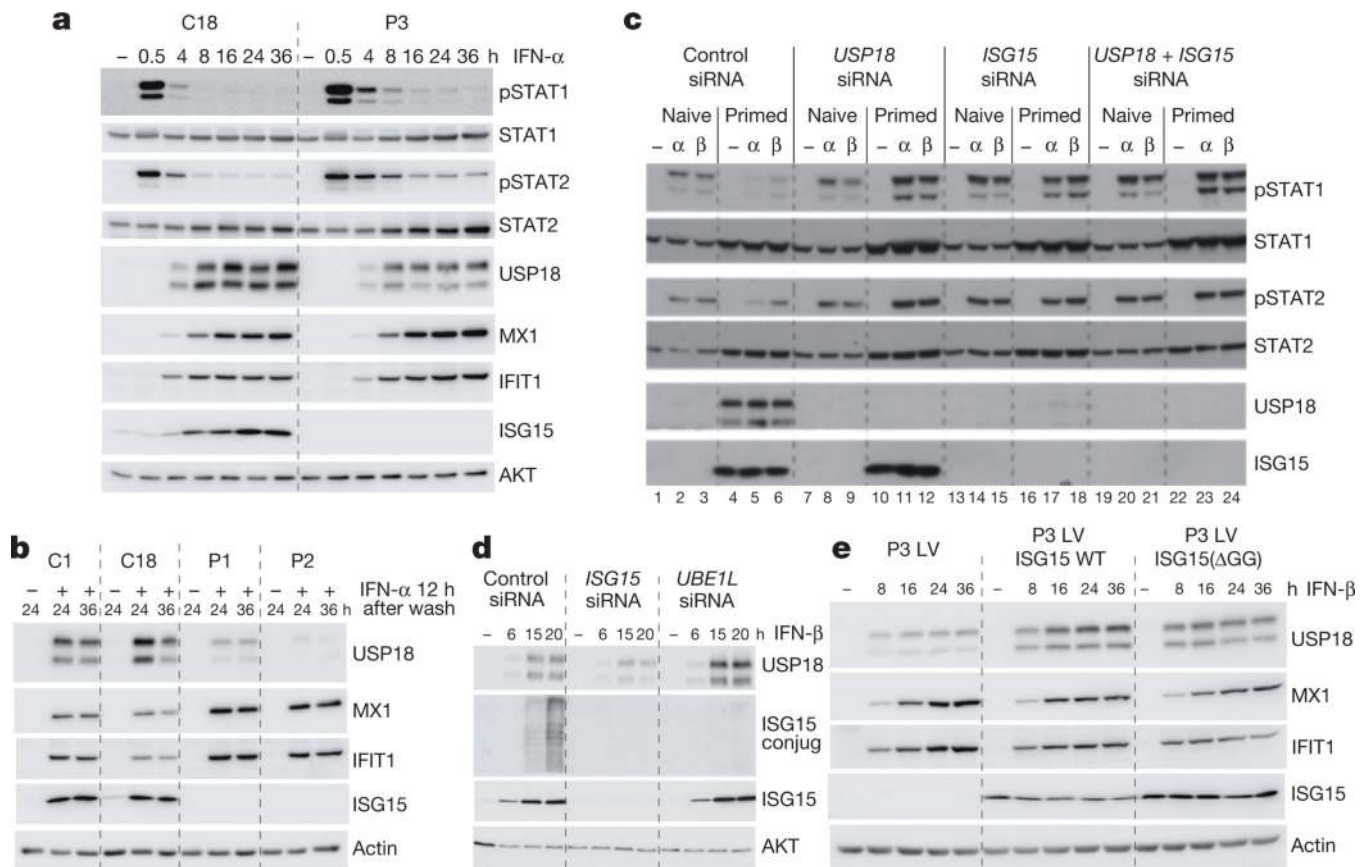 a
C18 P3
– 0.5 4 8 16 24 36 – 0.5 4 8 16 24 36 h IFN-α
pSTAT1
STAT1
pSTAT2
STAT2
USP18
MX1
IFIT1
ISG15
AKT
c
Control siRNA
USP18 siRNA
ISG15 siRNA
USP18 + ISG15 siRNA
Naive Primed Naive Primed Naive Primed Naive Primed
– α β – α β – α β – α β – α β – α β – α β – α β
pSTAT1
STAT1
pSTAT2
STAT2
USP18
ISG15
1 2 3 4 5 6 7 8 9 10 11 12 13 14 15 16 17 18 19 20 21 22 23 24
b
C1 C18 P1 P2
– + + – + + – + + – + + IFN-α 12 h
24 24 36 24 24 36 24 24 36 24 24 36 h after wash
USP18
MX1
IFIT1
ISG15
Actin
d
Control siRNA
ISG15 siRNA
UBE1L siRNA
– 6 15 20 – 6 15 20 – 6 15 20 h IFN-β
USP18
ISG15
conjug
ISG15
AKT
e
P3 LV
P3 LV
ISG15 WT
P3 LV
ISG15(ΔGG)
– 8 16 24 36 – 8 16 24 36 – 8 16 24 36 h IFN-β
USP18
MX1
IFIT1
ISG15
Actin